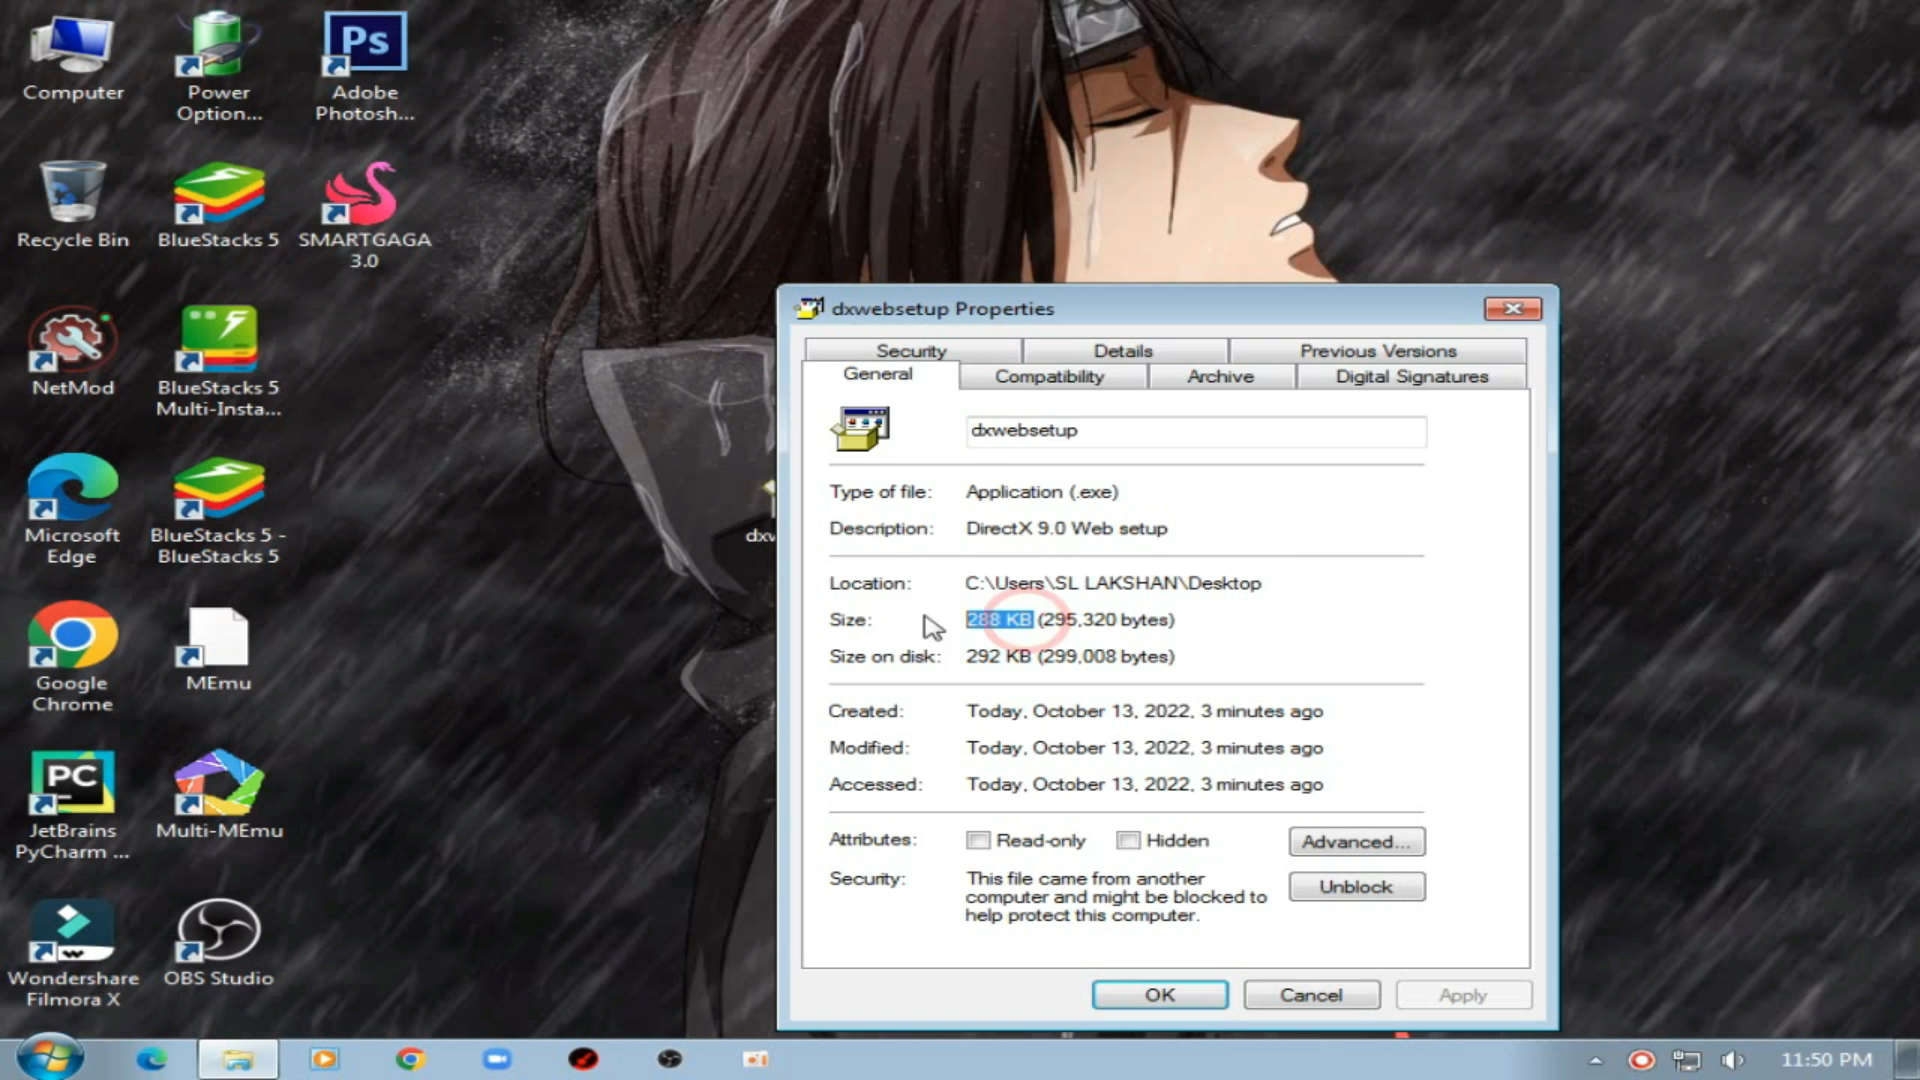 Computer
Power
Option...
Ps
Adobe
Photosh...
Recycle Bin
BlueStacks 5
SMARTGAGA
3.0
NetMod
BlueStacks 5
Multi-Insta...
Microsoft
Edge
BlueStacks 5 -
BlueStacks 5
Google
Chrome
MEmu
PC
JetBrains
PyCharm ...
Multi-MEmu
Wondershare
Filmora X
OBS Studio
dxwebsetup Properties
Security
Details
Previous Versions
General
Compatibility
Archive
Digital Signatures
dxwebsetup
Type of file: Application (.exe)
Description: DirectX 9.0 Web setup
Location: C:\Users\SL LAKSHAN\Desktop
Size: 288 KB (295,320 bytes)
Size on disk: 292 KB (299,008 bytes)
Created: Today, October 13, 2022, 3 minutes ago
Modified: Today, October 13, 2022, 3 minutes ago
Accessed: Today, October 13, 2022, 3 minutes ago
Attributes: Read-only Hidden Advanced...
Security: This file came from another
computer and might be blocked to
help protect this computer.
Unblock
OK
Cancel
Apply
11:50 PM